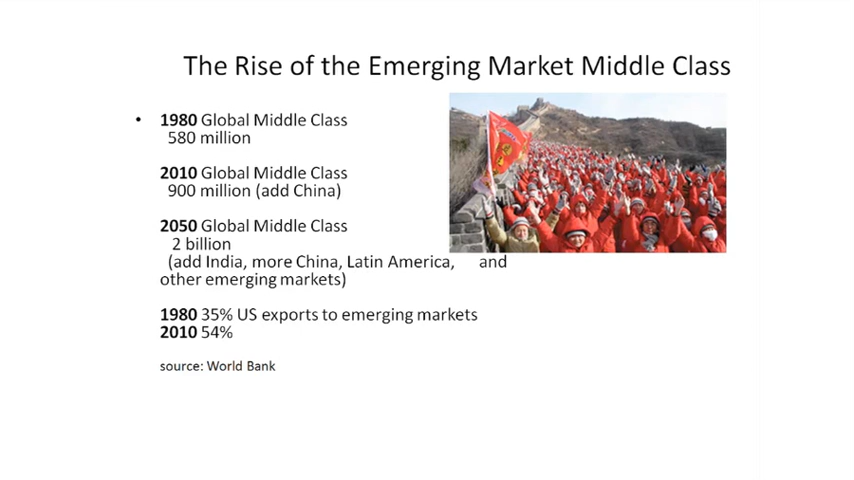 The Rise of the Emerging Market Middle Class
• 1980 Global Middle Class
580 million
2010 Global Middle Class
900 million (add China)
2050 Global Middle Class
2 billion
(add India, more China, Latin America, and
other emerging markets)
1980 35% US exports to emerging markets
2010 54%
source: World Bank